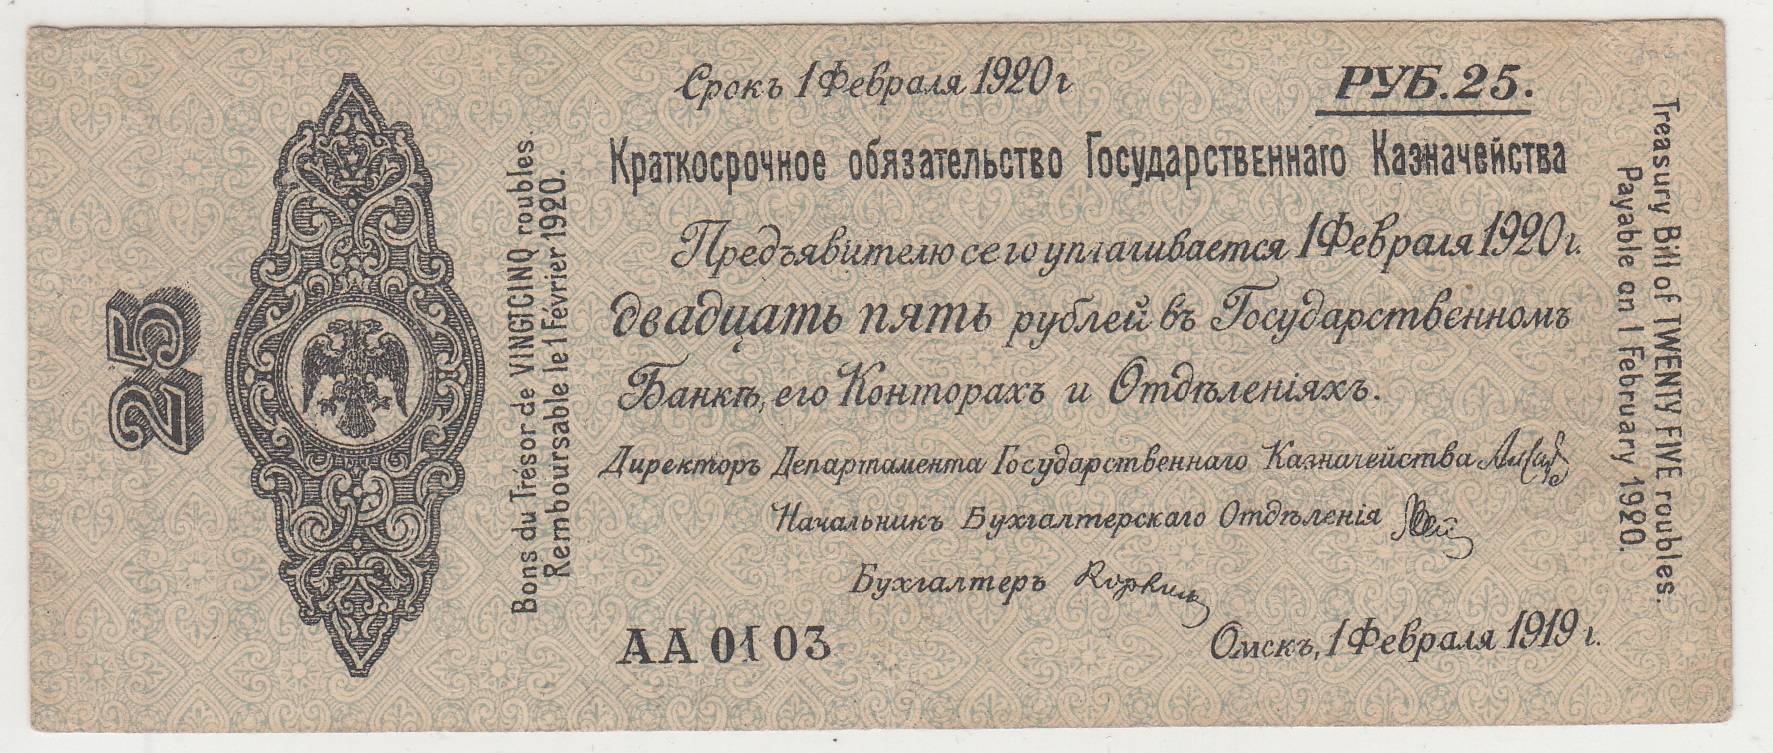 25
Bons du Trésor de VINGTCINQ roubles.
Remboursable le 1 Février 1920.
Срокъ 1 Февраля 1920 г
РУБ. 25.
Краткосрочное обязательство Государственнаго Казначейства
Предъявителю сего уплачивается 1 Февраля 1920 г.
двадцать пять рублей въ Государственномъ
Банкѣ, его Конторахъ и Отдѣленіяхъ.
Директоръ Департамента Государственнаго Казначейства
Начальникъ Бухгалтерскаго Отдѣленія
Бухгалтеръ
АА 0103
Омскъ, 1 Февраля 1919 г.
Treasury Bill of TWENTY FIVE roubles.
Payable on 1 February 1920.